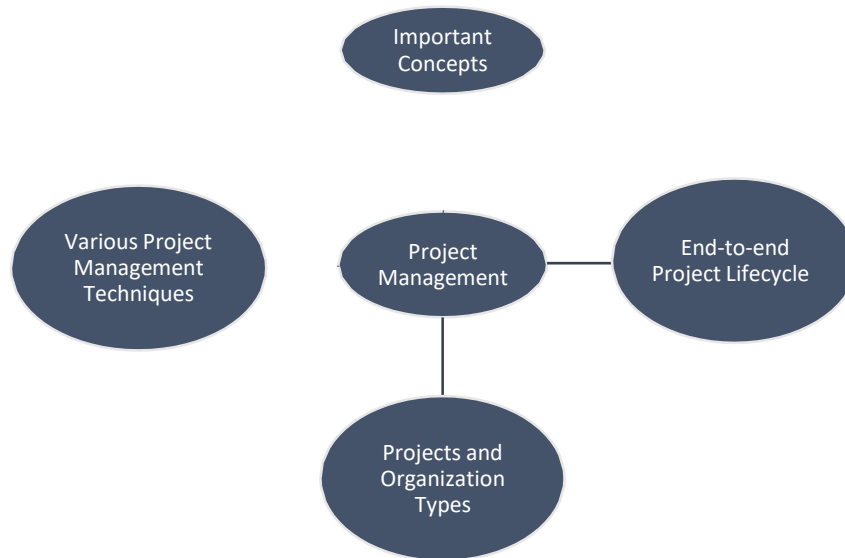 Important
Concepts
Various Project
Management
Techniques
Project
Management
End-to-end
Project Lifecycle
Projects and
Organization
Types